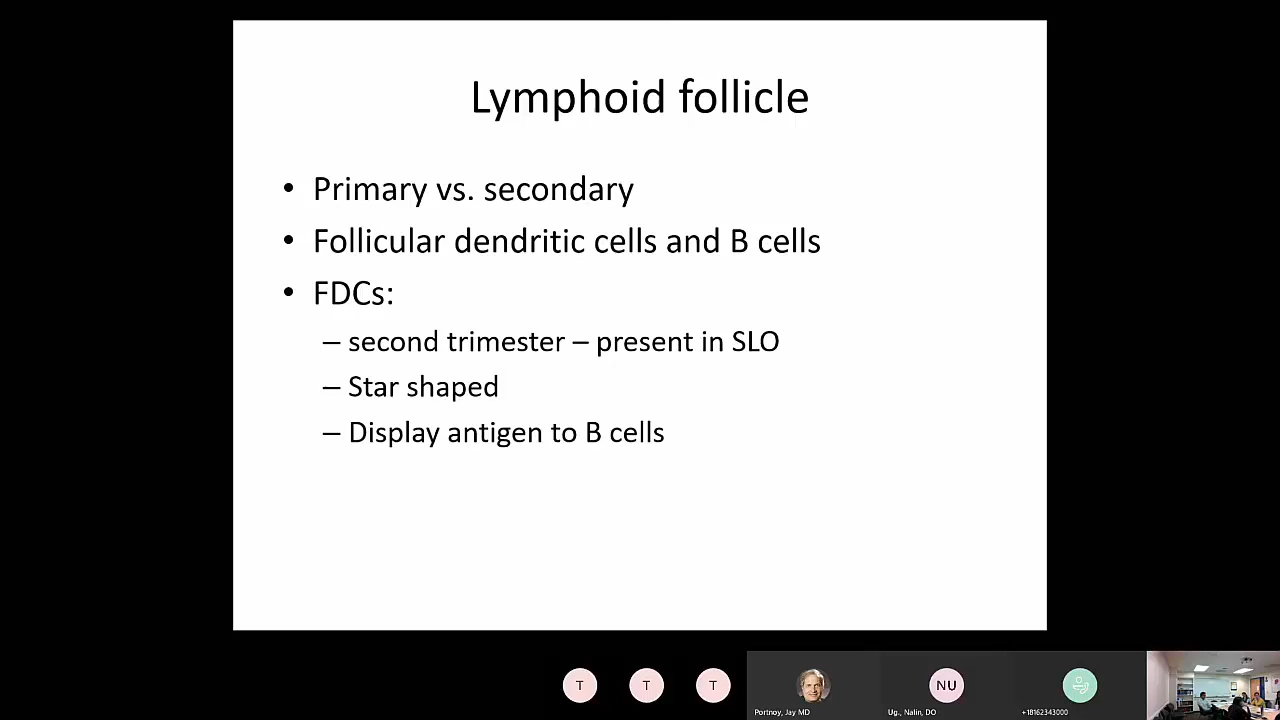 Lymphoid follicle
• Primary vs. secondary
• Follicular dendritic cells and B cells
• FDCs:
– second trimester – present in SLO
– Star shaped
– Display antigen to B cells
T T T NU
Portnoy, Jay MD
Ug., Nalin, DO
+18162343000